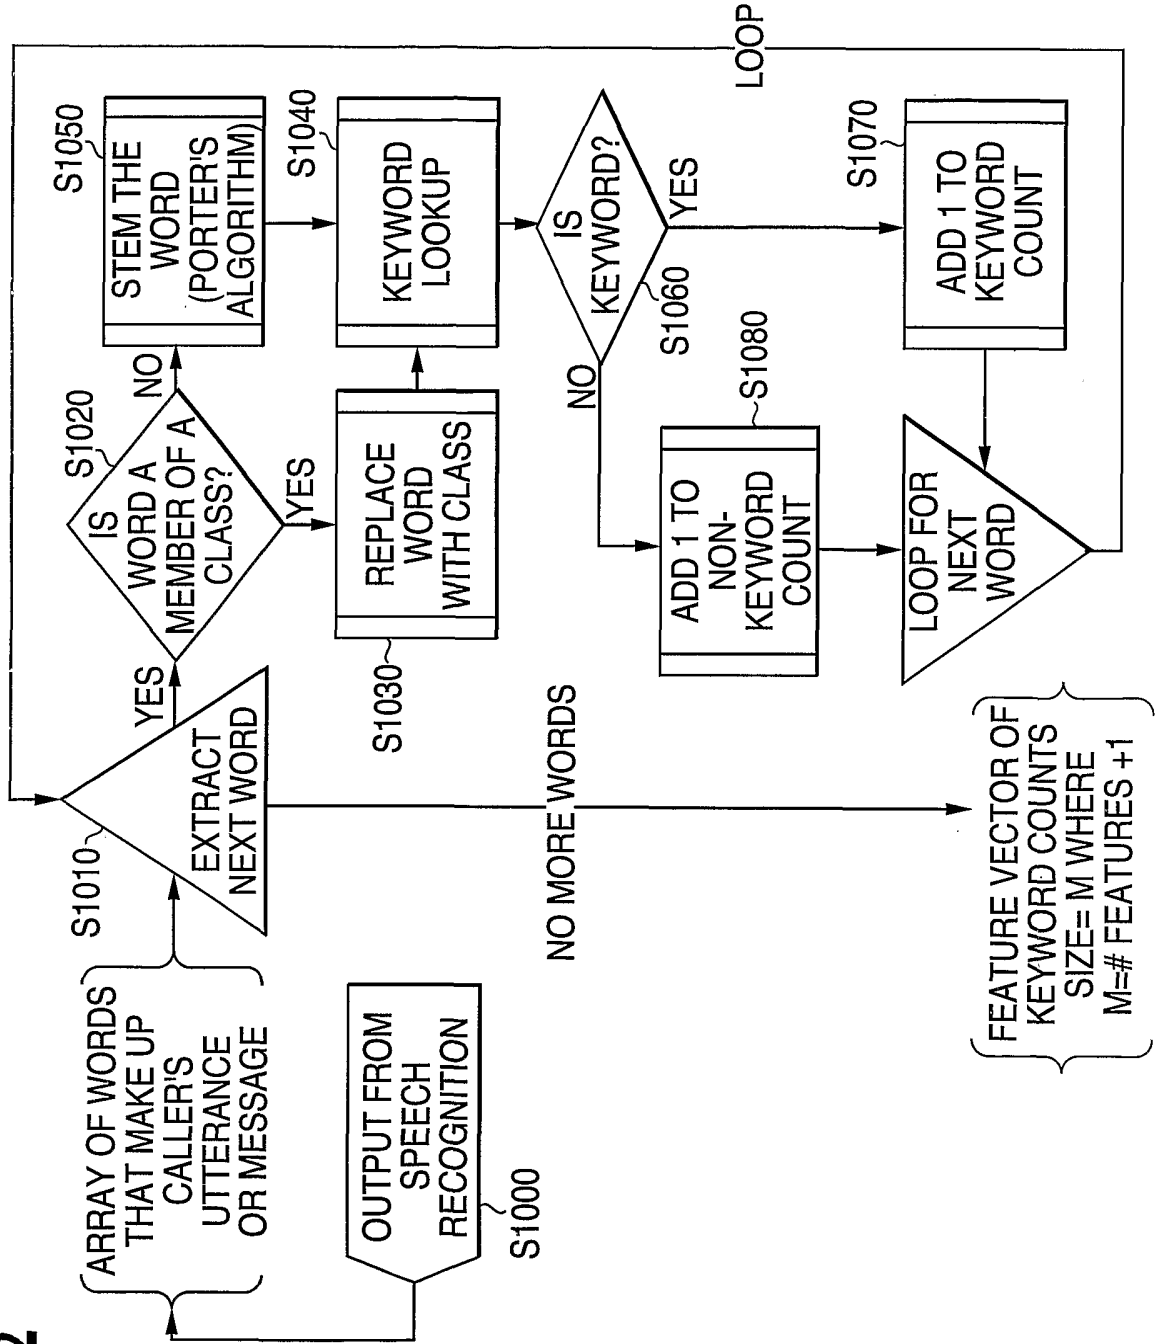 ARRAY OF WORDS
THAT MAKE UP
CALLER'S
UTTERANCE
OR MESSAGE
OUTPUT FROM
SPEECH
RECOGNITION
S1000
S1010
EXTRACT
NEXT WORD
YES
NO MORE WORDS
FEATURE VECTOR OF
KEYWORD COUNTS
SIZE= M WHERE
M=# FEATURES +1
S1020
IS
WORD A
MEMBER OF A
CLASS?
NO
YES
S1030
REPLACE
WORD
WITH CLASS
S1050
STEM THE
WORD
(PORTER'S
ALGORITHM)
S1040
KEYWORD
LOOKUP
IS
KEYWORD?
S1060
NO
YES
S1080
ADD 1 TO
NON-
KEYWORD
COUNT
S1070
ADD 1 TO
KEYWORD
COUNT
LOOP FOR
NEXT
WORD
LOOP